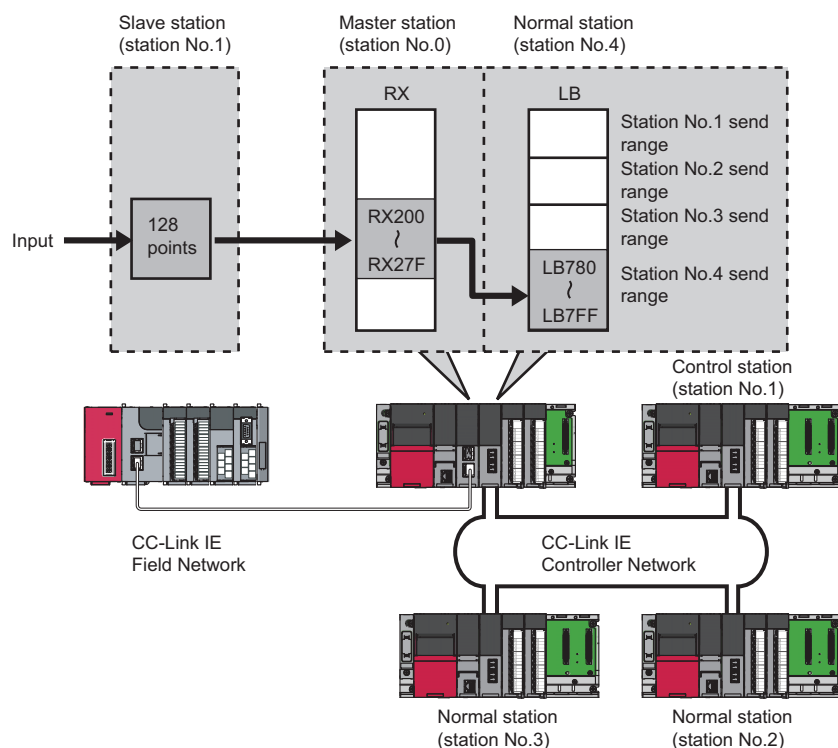 Slave station
(station No.1)
Master station
(station No.0)
Normal station
(station No.4)
RX
LB
Station No.1 send
range
Station No.2 send
range
Station No.3 send
range
Station No.4 send
range
Input
128
points
RX200
~
RX27F
LB780
~
LB7FF
Control station
(station No.1)
CC-Link IE
Field Network
CC-Link IE
Controller Network
Normal station
(station No.3)
Normal station
(station No.2)